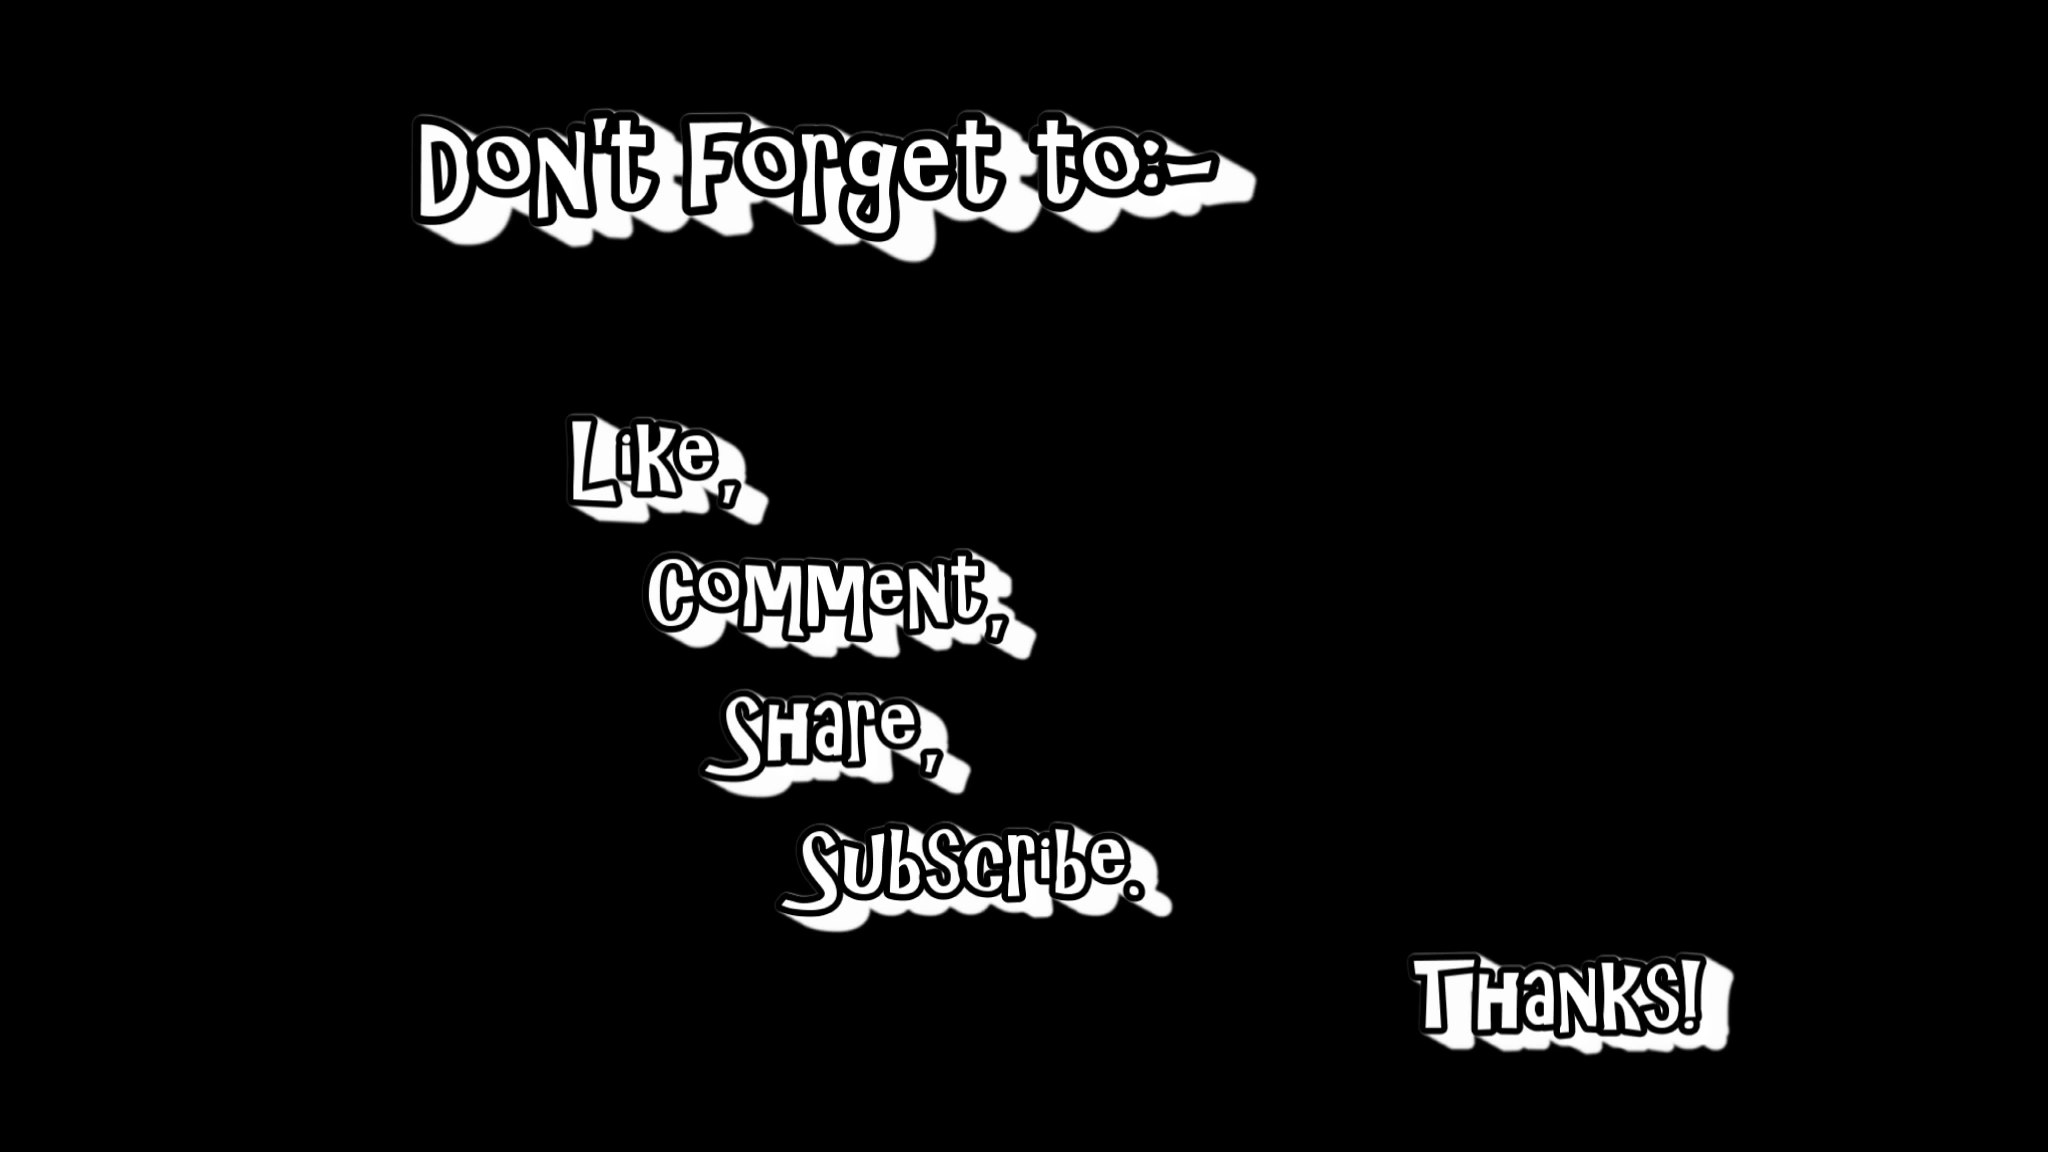 Don't Forget to:-
Like,
Comment,
Share,
Subscribe.
Thanks!